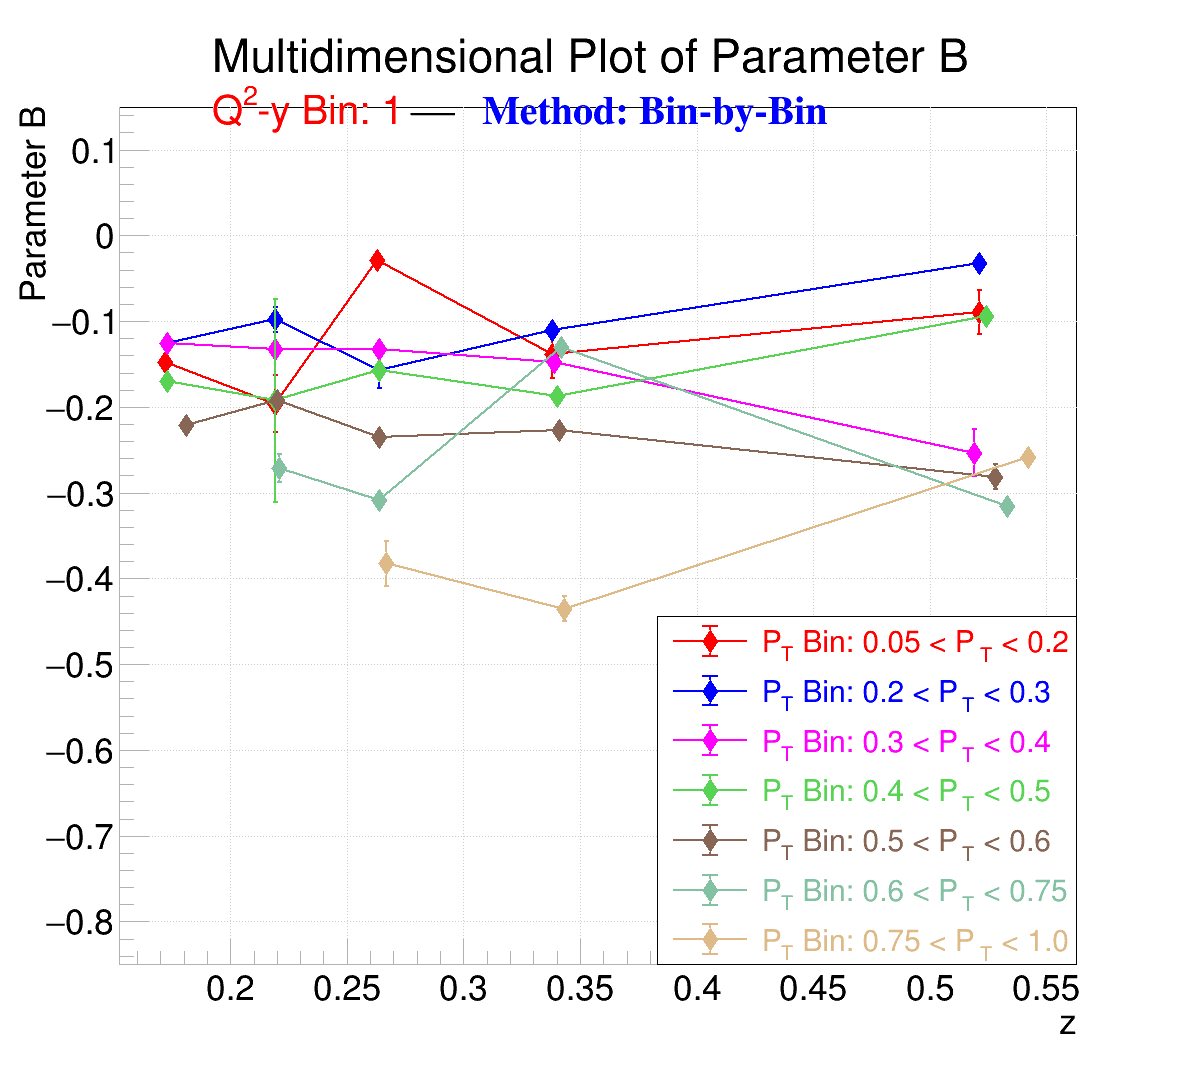 Multidimensional Plot of Parameter B
Q²-y Bin: 1 — Method: Bin-by-Bin
Parameter B
0.1
0
−0.1
−0.2
−0.3
−0.4
−0.5
−0.6
−0.7
−0.8
P_T Bin: 0.05 < P_T < 0.2
P_T Bin: 0.2 < P_T < 0.3
P_T Bin: 0.3 < P_T < 0.4
P_T Bin: 0.4 < P_T < 0.5
P_T Bin: 0.5 < P_T < 0.6
P_T Bin: 0.6 < P_T < 0.75
P_T Bin: 0.75 < P_T < 1.0
0.2 0.25 0.3 0.35 0.4 0.45 0.5 0.55
z